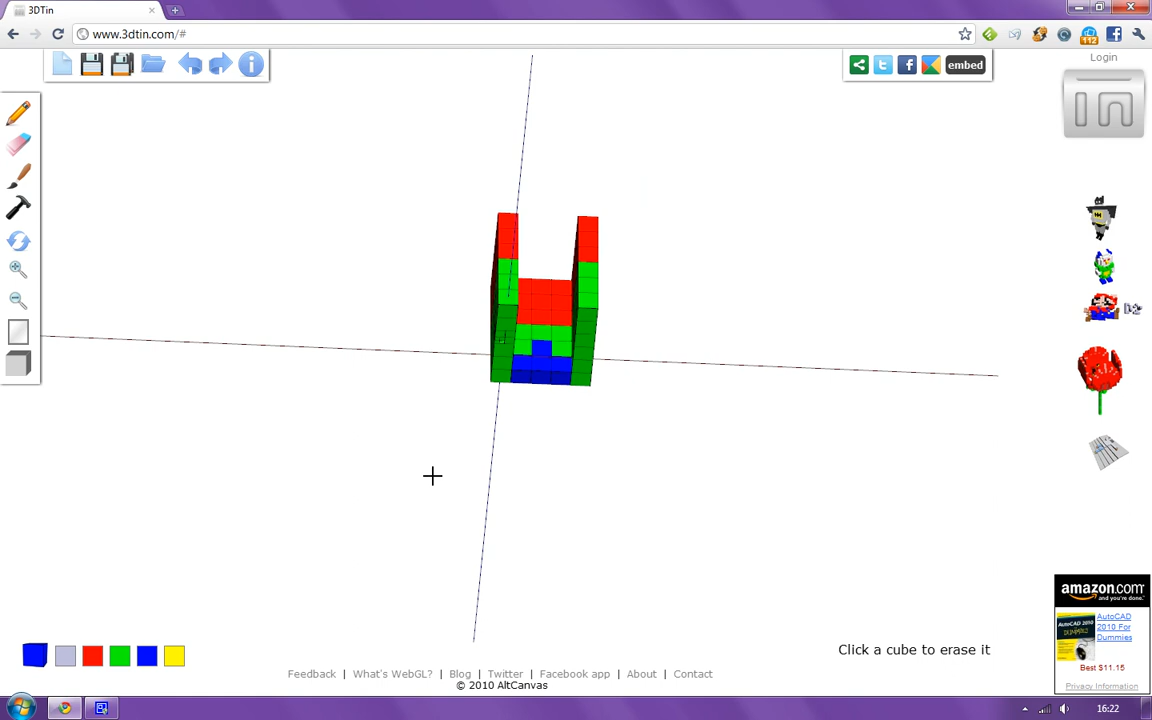 3DTin
www.3dtin.com/#
112
embed
Login
in
Click a cube to erase it
amazon.com
and you're done.
AutoCAD
2010 For
Dummies
Best $11.15
Privacy Information
Feedback | What's WebGL? | Blog | Twitter | Facebook app | About | Contact
© 2010 AltCanvas
16:22